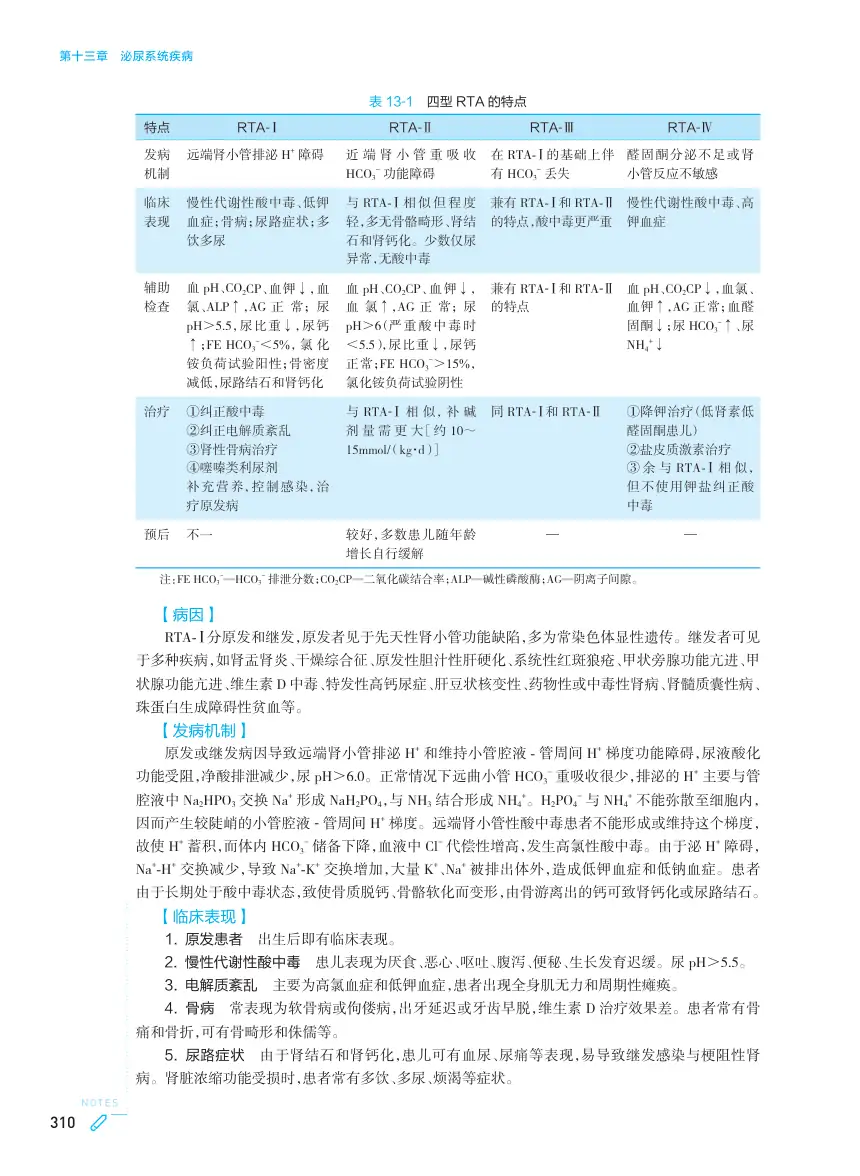 第十三章 泌尿系统疾病
表 13-1 四型 RTA 的特点
特点 RTA-Ⅰ RTA-Ⅱ RTA-Ⅲ RTA-Ⅳ
发病 远端肾小管排泌 H⁺ 障碍 近端肾小管重吸收 在 RTA-Ⅰ的基础上伴 醛固酮分泌不足或肾
机制 HCO₃⁻ 功能障碍 有 HCO₃⁻ 丢失 小管反应不敏感
临床 慢性代谢性酸中毒、低钾 与 RTA-Ⅰ相似但程度 兼有 RTA-Ⅰ和 RTA-Ⅱ 慢性代谢性酸中毒、高
表现 血症;骨病;尿路症状;多 轻,多无骨骼畸形、肾结 的特点,酸中毒更严重 钾血症
饮多尿 石和肾钙化。少数仅尿
异常,无酸中毒
辅助 血 pH、CO₂CP、血钾↓,血 血 pH、CO₂CP、血钾↓, 兼有 RTA-Ⅰ和 RTA-Ⅱ 血 pH、CO₂CP↓,血氯、
检查 氯、ALP↑,AG 正常;尿 血氯↑,AG 正常;尿 的特点 血钾↑,AG 正常;血醛
pH>5.5,尿比重↓,尿钙 pH>6(严重酸中毒时 固酮↓;尿 HCO₃⁻↑、尿
↑;FE HCO₃⁻<5%,氯化 <5.5),尿比重↓,尿钙 NH₄⁺↓
铵负荷试验阳性;骨密度 正常;FE HCO₃⁻>15%,
减低,尿路结石和肾钙化 氯化铵负荷试验阴性
治疗 ①纠正酸中毒 与 RTA-Ⅰ相似,补碱 同 RTA-Ⅰ和 RTA-Ⅱ ①降钾治疗(低肾素低
②纠正电解质紊乱 剂量需更大[约 10~ 醛固酮患儿)
③肾性骨病治疗 15mmol/(kg·d)] ②盐皮质激素治疗
④噻嗪类利尿剂 ③余与 RTA-Ⅰ相似,
补充营养,控制感染,治 但不使用钾盐纠正酸
疗原发病 中毒
预后 不一 较好,多数患儿随年龄 — —
增长自行缓解
注:FE HCO₃⁻—HCO₃⁻ 排泄分数;CO₂CP—二氧化碳结合率;ALP—碱性磷酸酶;AG—阴离子间隙。
【病因】
RTA-Ⅰ分原发和继发,原发者见于先天性肾小管功能缺陷,多为常染色体显性遗传。继发者可见
于多种疾病,如肾盂肾炎、干燥综合征、原发性胆汁性肝硬化、系统性红斑狼疮、甲状旁腺功能亢进、甲
状腺功能亢进、维生素 D 中毒、特发性高钙尿症、肝豆状核变性、药物性或中毒性肾病、肾髓质囊性病、
珠蛋白生成障碍性贫血等。
【发病机制】
原发或继发病因导致远端肾小管排泌 H⁺ 和维持小管腔液 - 管周间 H⁺ 梯度功能障碍,尿液酸化
功能受阻,净酸排泄减少,尿 pH>6.0。正常情况下远曲小管 HCO₃⁻ 重吸收很少,排泌的 H⁺ 主要与管
腔液中 Na₂HPO₃ 交换 Na⁺ 形成 NaH₂PO₄,与 NH₃ 结合形成 NH₄⁺。H₂PO₄⁻ 与 NH₄⁺ 不能弥散至细胞内,
因而产生较陡峭的小管腔液 - 管周间 H⁺ 梯度。远端肾小管性酸中毒患者不能形成或维持这个梯度,
故使 H⁺ 蓄积,而体内 HCO₃⁻ 储备下降,血液中 Cl⁻ 代偿性增高,发生高氯性酸中毒。由于泌 H⁺ 障碍,
Na⁺-H⁺ 交换减少,导致 Na⁺-K⁺ 交换增加,大量 K⁺、Na⁺ 被排出体外,造成低钾血症和低钠血症。患者
由于长期处于酸中毒状态,致使骨质脱钙、骨骼软化而变形,由骨游离出的钙可致肾钙化或尿路结石。
【临床表现】
1. 原发患者 出生后即有临床表现。
2. 慢性代谢性酸中毒 患儿表现为厌食、恶心、呕吐、腹泻、便秘、生长发育迟缓。尿 pH>5.5。
3. 电解质紊乱 主要为高氯血症和低钾血症,患者出现全身肌无力和周期性瘫痪。
4. 骨病 常表现为软骨病或佝偻病,出牙延迟或牙齿早脱,维生素 D 治疗效果差。患者常有骨
痛和骨折,可有骨畸形和侏儒等。
5. 尿路症状 由于肾结石和肾钙化,患儿可有血尿、尿痛等表现,易导致继发感染与梗阻性肾
病。肾脏浓缩功能受损时,患者常有多饮、多尿、烦渴等症状。
NOTES
310